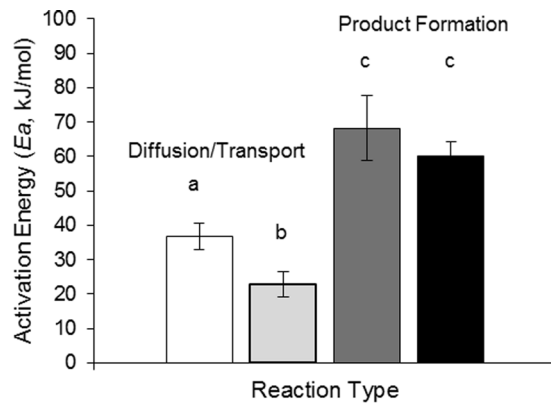 Product Formation
c c
Diffusion/Transport
a
b
Activation Energy (Ea, kJ/mol)
100
90
80
70
60
50
40
30
20
10
0
Reaction Type